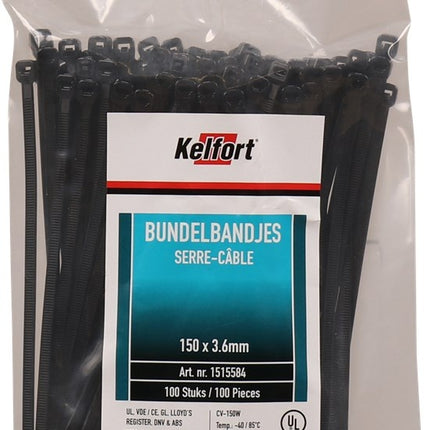 Kelfort®
BUNDELBANDJES
SERRE-CÂBLE
150 x 3.6mm
Art. nr. 1515584
100 Stuks / 100 Pieces
UL, VDE / CE, GL, LLOYD'S
REGISTER, DNV & ABS
CV-150W
Temp.: -40 / 85°C
UL